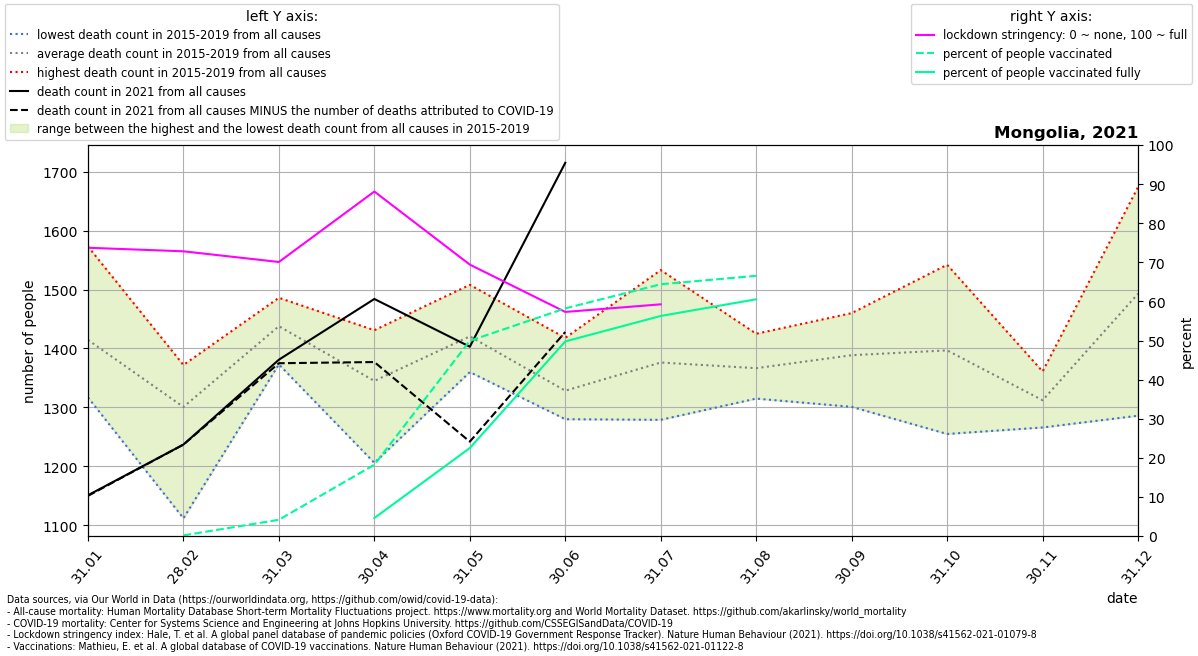 left Y axis:
lowest death count in 2015-2019 from all causes
average death count in 2015-2019 from all causes
highest death count in 2015-2019 from all causes
death count in 2021 from all causes
death count in 2021 from all causes MINUS the number of deaths attributed to COVID-19
range between the highest and the lowest death count from all causes in 2015-2019
right Y axis:
lockdown stringency: 0 ~ none, 100 ~ full
percent of people vaccinated
percent of people vaccinated fully
Mongolia, 2021
number of people
1700
1600
1500
1400
1300
1200
1100
100
90
80
70
60
50
40
30
20
10
0
percent
31.01
28.02
31.03
30.04
31.05
30.06
31.07
31.08
30.09
31.10
30.11
31.12
date
Data sources, via Our World in Data (https://ourworldindata.org, https://github.com/owid/covid-19-data):
- All-cause mortality: Human Mortality Database Short-term Mortality Fluctuations project. https://www.mortality.org and World Mortality Dataset. https://github.com/akarlinsky/world_mortality
- COVID-19 mortality: Center for Systems Science and Engineering at Johns Hopkins University. https://github.com/CSSEGISandData/COVID-19
- Lockdown stringency index: Hale, T. et al. A global panel database of pandemic policies (Oxford COVID-19 Government Response Tracker). Nature Human Behaviour (2021). https://doi.org/10.1038/s41562-021-01079-8
- Vaccinations: Mathieu, E. et al. A global database of COVID-19 vaccinations. Nature Human Behaviour (2021). https://doi.org/10.1038/s41562-021-01122-8